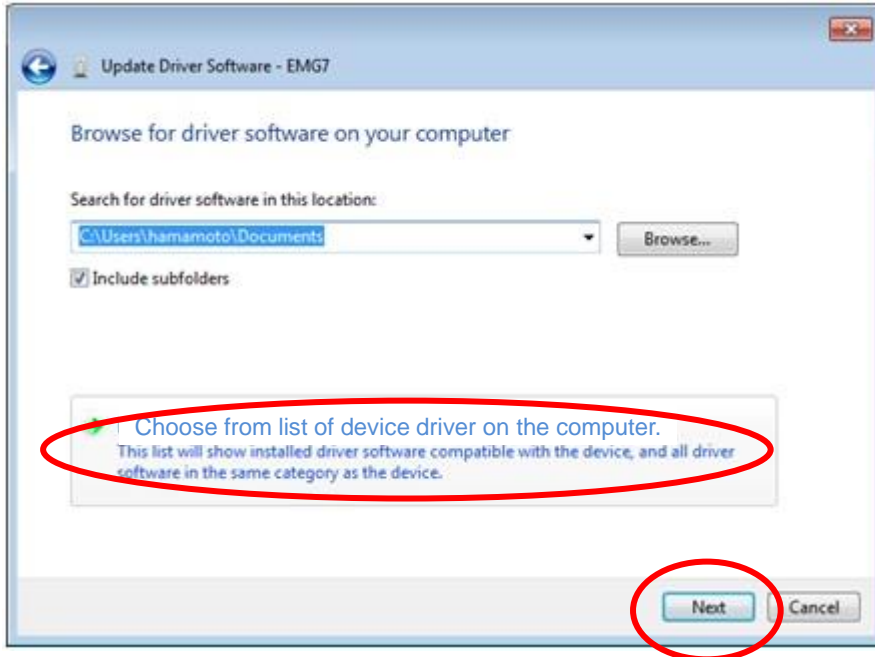 Update Driver Software - EMG7
Browse for driver software on your computer
Search for driver software in this location:
C:\Users\hamamoto\Documents
Browse...
Include subfolders
Choose from list of device driver on the computer.
This list will show installed driver software compatible with the device, and all driver
software in the same category as the device.
Next
Cancel